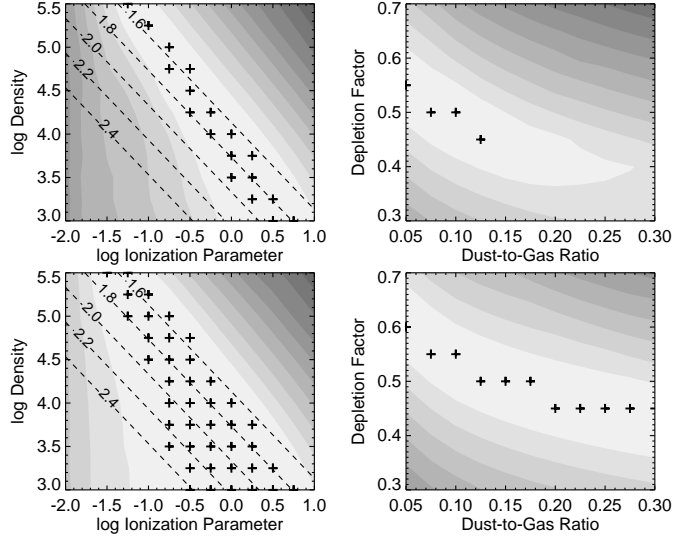 5.5
5.0
4.5
4.0
3.5
3.0
log Density
1.6
1.8
2.0
2.2
2.4
-2.0 -1.5 -1.0 -0.5 0.0 0.5 1.0
log Ionization Parameter
0.7
0.6
0.5
0.4
0.3
Depletion Factor
0.05 0.10 0.15 0.20 0.25 0.30
Dust-to-Gas Ratio
5.5
5.0
4.5
4.0
3.5
3.0
log Density
1.6
1.8
2.0
2.2
2.4
-2.0 -1.5 -1.0 -0.5 0.0 0.5 1.0
log Ionization Parameter
0.7
0.6
0.5
0.4
0.3
Depletion Factor
0.05 0.10 0.15 0.20 0.25 0.30
Dust-to-Gas Ratio